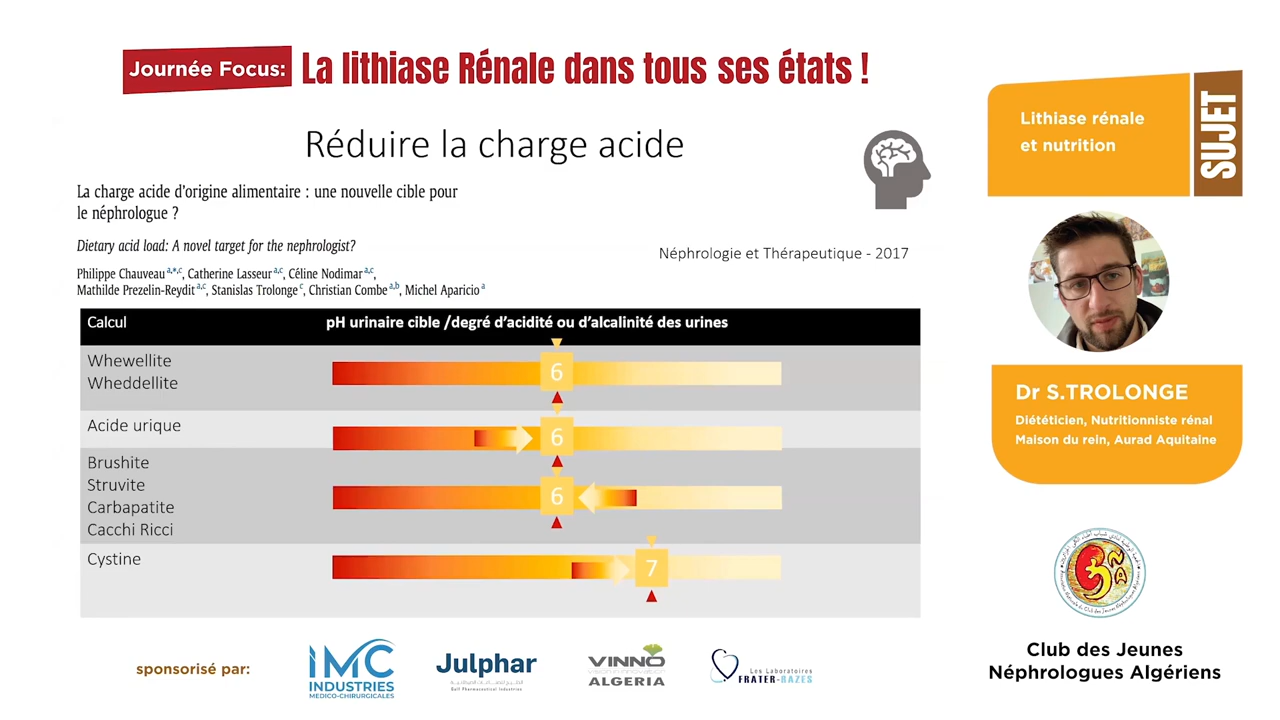 Journée Focus: La lithiase Rénale dans tous ses états !
Réduire la charge acide
La charge acide d'origine alimentaire : une nouvelle cible pour
le néphrologue ?
Dietary acid load: A novel target for the nephrologist?
Néphrologie et Thérapeutique - 2017
Philippe Chauveau a,*,c, Catherine Lasseur a,c, Céline Nodimar a,c,
Mathilde Prezelin-Reydit a,c, Stanislas Trolonge c, Christian Combe a,b, Michel Aparicio a
Calcul pH urinaire cible /degré d'acidité ou d'alcalinité des urines
Whewellite
Wheddellite
6
Acide urique
6
Brushite
Struvite
Carbapatite
Cacchi Ricci
6
Cystine
7
SUJET
Lithiase rénale
et nutrition
Dr S.TROLONGE
Diététicien, Nutritionniste rénal
Maison du rein, Aurad Aquitaine
Club des Jeunes
Néphrologues Algériens
sponsorisé par:
IMC
INDUSTRIES
MEDICO-CHIRURGICALES
Julphar
Gulf Pharmaceutical Industries
VINNO
ALGERIA
Les Laboratoires
FRATER-RAZES